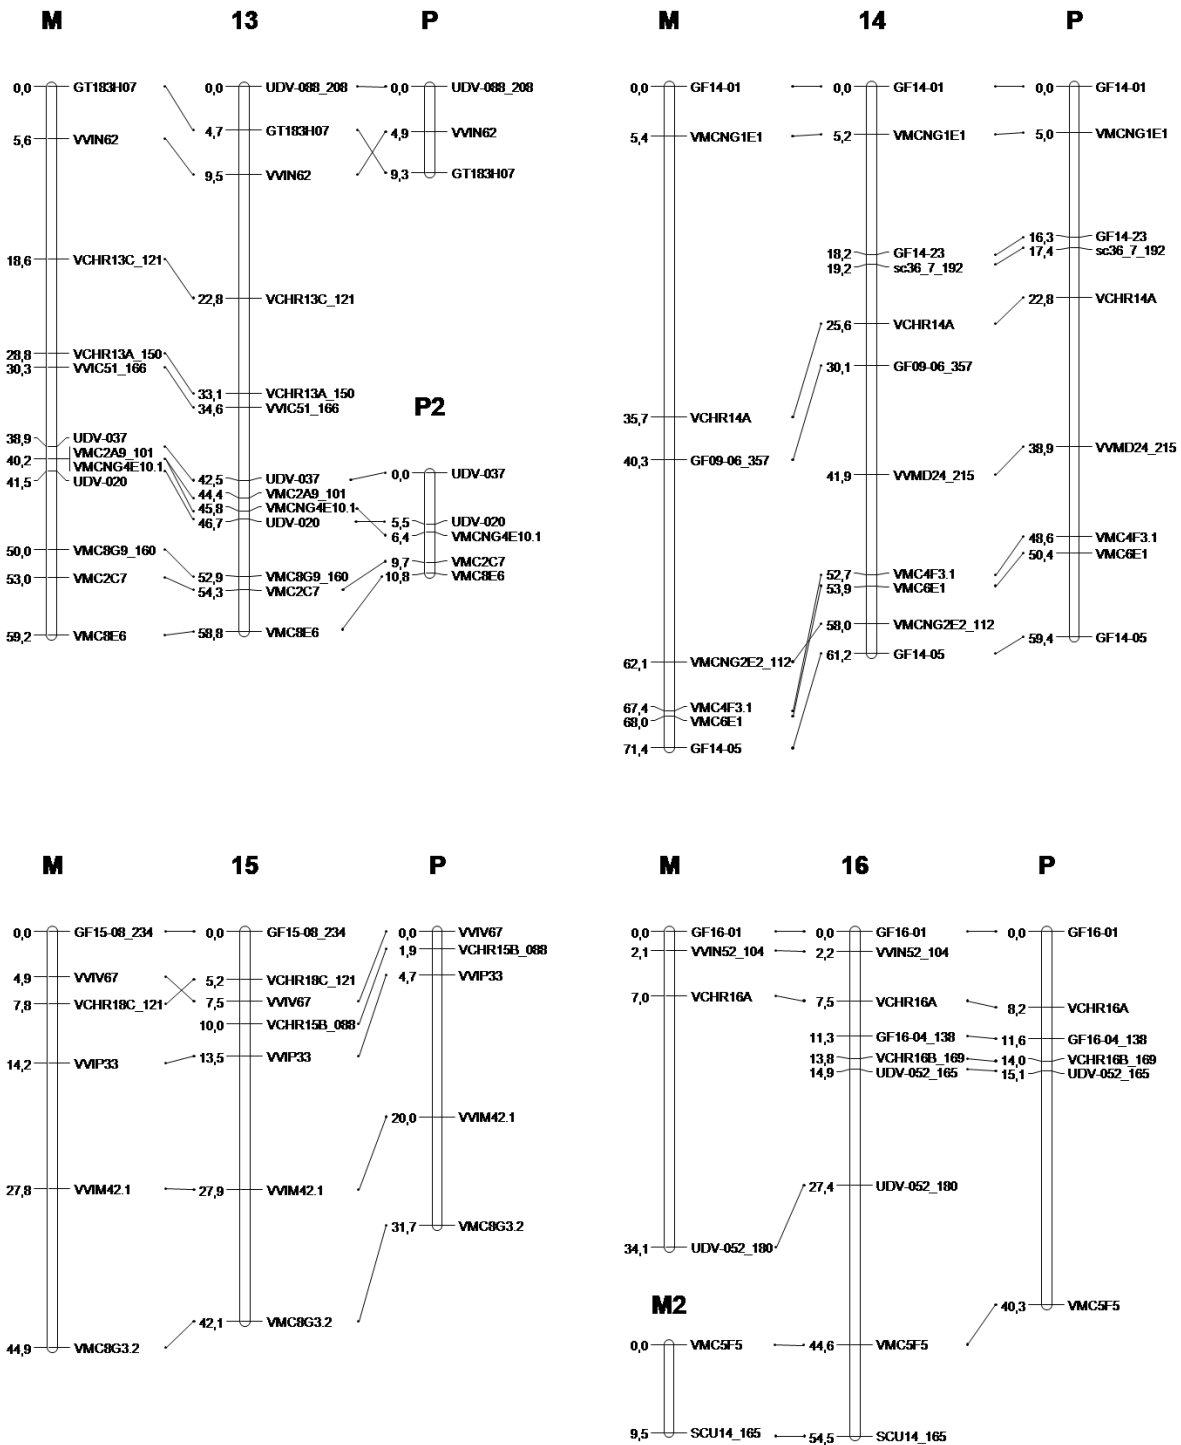 M 13 P
0,0 GT183H07
5,6 VVIN62
18,6 VCHR13C_121
28,8 VCHR13A_150
30,3 VVIC51_166
38,9 UDV-037
40,2 VMC2A9_101
VMCNG4E10.1
41,5 UDV-020
50,0 VMC8G9_160
53,0 VMC2C7
59,2 VMC8E6
0,0 UDV-088_208
4,7 GT183H07
9,5 VVIN62
22,8 VCHR13C_121
33,1 VCHR13A_150
34,6 VVIC51_166
42,5 UDV-037
44,4 VMC2A9_101
45,8 VMCNG4E10.1
46,7 UDV-020
52,9 VMC8G9_160
54,3 VMC2C7
58,8 VMC8E6
0,0 UDV-088_208
4,9 VVIN62
9,3 GT183H07
P2
0,0 UDV-037
5,5 UDV-020
6,4 VMCNG4E10.1
9,7 VMC2C7
10,8 VMC8E6
M 14 P
0,0 GF14-01
5,4 VMCNG1E1
35,7 VCHR14A
40,3 GF09-06_357
62,1 VMCNG2E2_112
67,4 VMC4F3.1
68,0 VMC6E1
71,4 GF14-05
0,0 GF14-01
5,2 VMCNG1E1
18,2 GF14-23
19,2 sc36_7_192
25,6 VCHR14A
30,1 GF09-06_357
41,9 VVMD24_215
52,7 VMC4F3.1
53,9 VMC6E1
58,0 VMCNG2E2_112
61,2 GF14-05
0,0 GF14-01
5,0 VMCNG1E1
16,3 GF14-23
17,4 sc36_7_192
22,8 VCHR14A
38,9 VVMD24_215
48,6 VMC4F3.1
50,4 VMC6E1
59,4 GF14-05
M 15 P
0,0 GF15-08_234
4,9 VVIV67
7,8 VCHR18C_121
14,2 VVIP33
27,8 VVIM42.1
44,9 VMC8G3.2
0,0 GF15-08_234
5,2 VCHR18C_121
7,5 VVIV67
10,0 VCHR15B_088
13,5 VVIP33
27,9 VVIM42.1
42,1 VMC8G3.2
0,0 VVIV67
1,9 VCHR15B_088
4,7 VVIP33
20,0 VVIM42.1
31,7 VMC8G3.2
M 16 P
0,0 GF16-01
2,1 VVIN52_104
7,0 VCHR16A
34,1 UDV-052_180
M2
0,0 VMC5F5
9,5 SCU14_165
0,0 GF16-01
2,2 VVIN52_104
7,5 VCHR16A
11,3 GF16-04_138
13,8 VCHR16B_169
14,9 UDV-052_165
27,4 UDV-052_180
44,6 VMC5F5
54,5 SCU14_165
0,0 GF16-01
8,2 VCHR16A
11,6 GF16-04_138
14,0 VCHR16B_169
15,1 UDV-052_165
40,3 VMC5F5